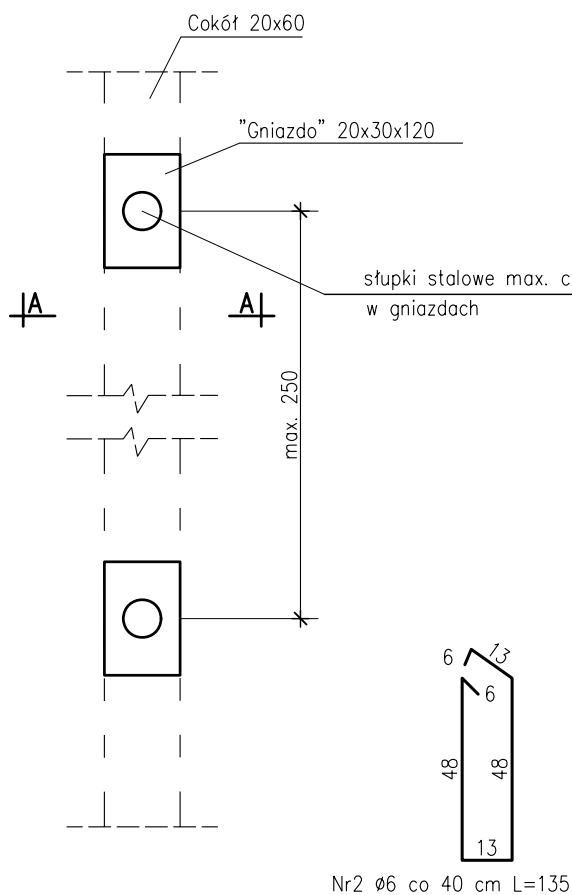 Cokół 20x60
"Gniazdo" 20x30x120
słupki stalowe max. c
w gniazdach
A
A
max. 250
6
13
6
48
48
13
Nr2 ø6 co 40 cm L=135